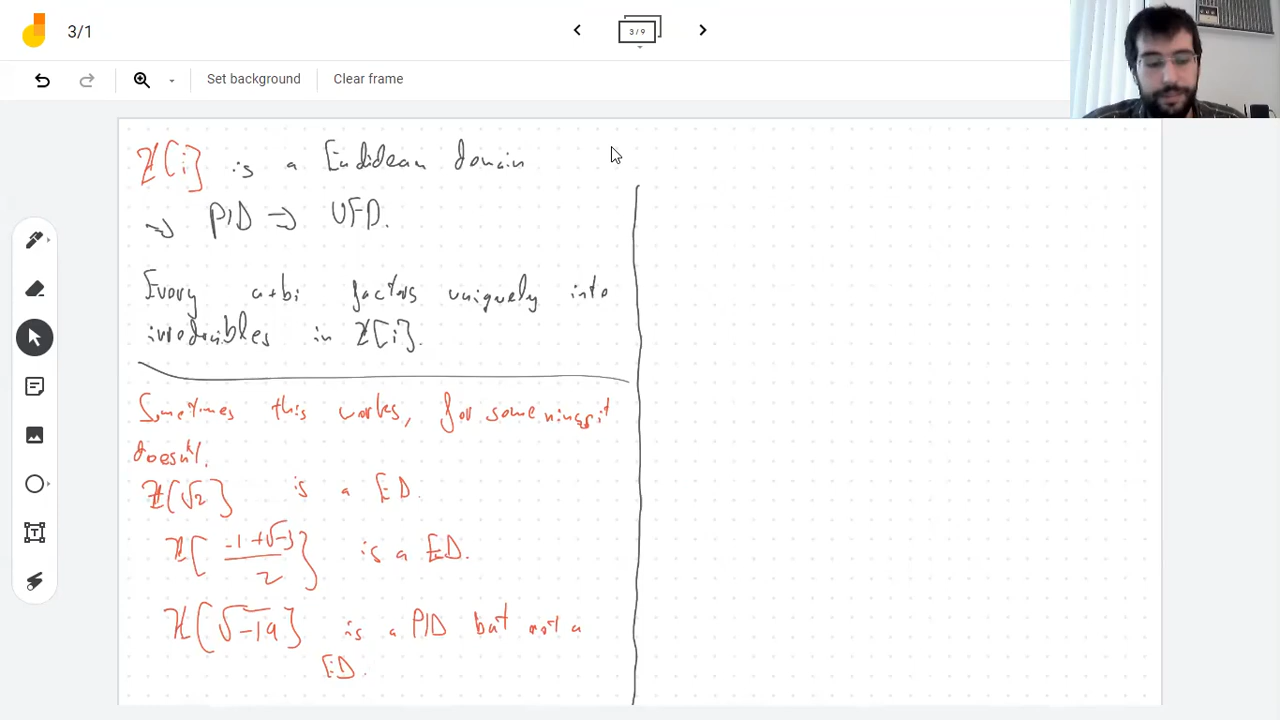 3/1
3/9
Set background
Clear frame
ℤ[i] is a Euclidean domain
⇒ PID ⇒ UFD.
Every a+bi factors uniquely into
irreducibles in ℤ[i].
Sometimes this works, for some rings it
doesn't.
ℤ[√2] is a ED.
ℤ[(-1+√-3)/2] is a ED.
ℤ[√-19] is a PID but not a
ED.